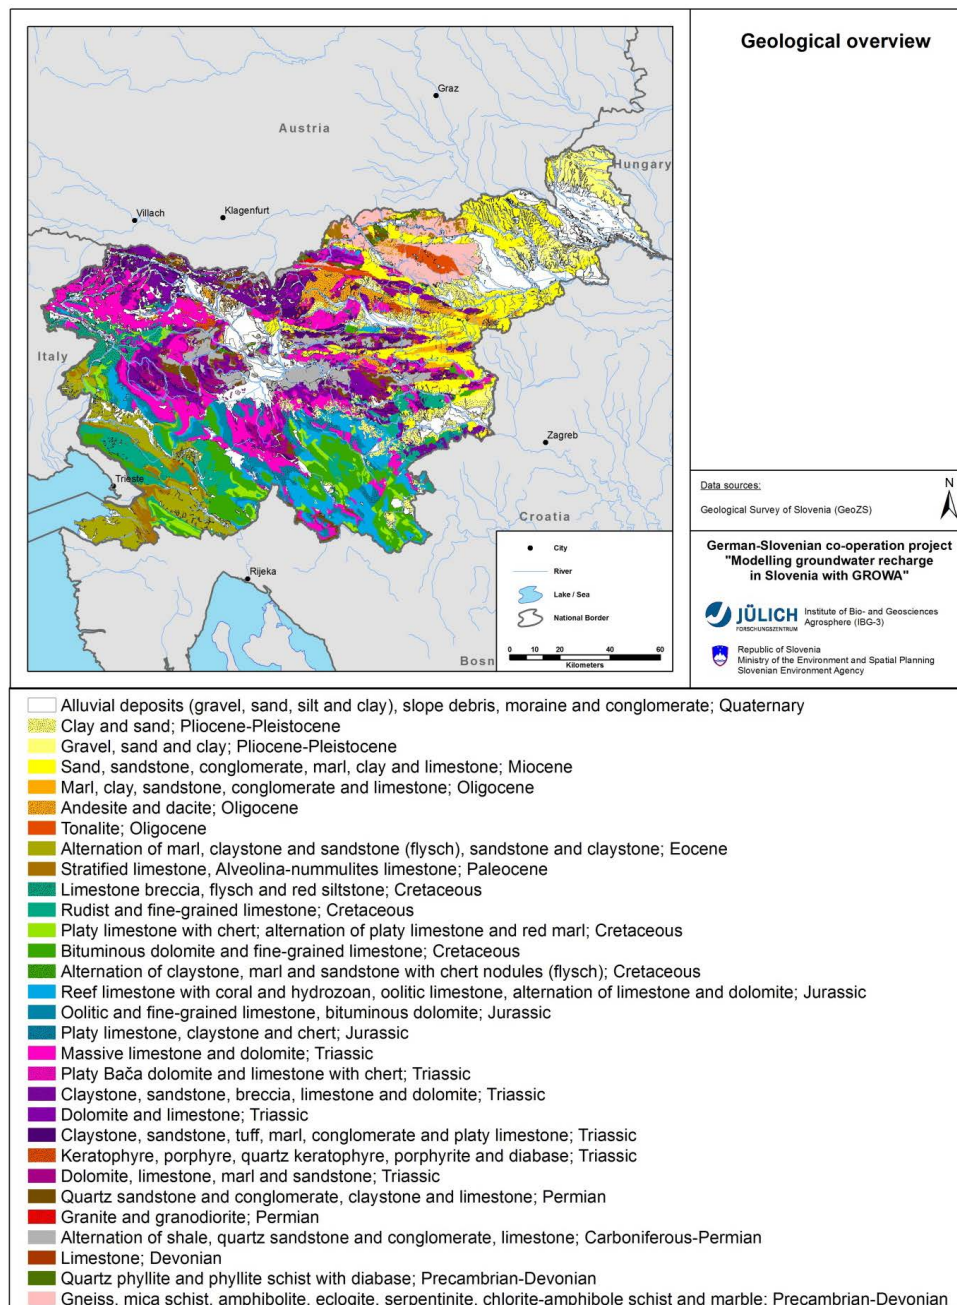 Geological overview
Graz
Austria
Hungary
Villach
Klagenfurt
Italy
Zagreb
Trieste
Croatia
Rijeka
Bosn
City
River
Lake / Sea
National Border
0 10 20 40 60
Kilometers
Data sources:
Geological Survey of Slovenia (GeoZS)
N
German-Slovenian co-operation project
"Modelling groundwater recharge
in Slovenia with GROWA"
JÜLICH
FORSCHUNGSZENTRUM
Institute of Bio- and Geosciences
Agrosphere (IBG-3)
Republic of Slovenia
Ministry of the Environment and Spatial Planning
Slovenian Environment Agency
Alluvial deposits (gravel, sand, silt and clay), slope debris, moraine and conglomerate; Quaternary
Clay and sand; Pliocene-Pleistocene
Gravel, sand and clay; Pliocene-Pleistocene
Sand, sandstone, conglomerate, marl, clay and limestone; Miocene
Marl, clay, sandstone, conglomerate and limestone; Oligocene
Andesite and dacite; Oligocene
Tonalite; Oligocene
Alternation of marl, claystone and sandstone (flysch), sandstone and claystone; Eocene
Stratified limestone, Alveolina-nummulites limestone; Paleocene
Limestone breccia, flysch and red siltstone; Cretaceous
Rudist and fine-grained limestone; Cretaceous
Platy limestone with chert; alternation of platy limestone and red marl; Cretaceous
Bituminous dolomite and fine-grained limestone; Cretaceous
Alternation of claystone, marl and sandstone with chert nodules (flysch); Cretaceous
Reef limestone with coral and hydrozoan, oolitic limestone, alternation of limestone and dolomite; Jurassic
Oolitic and fine-grained limestone, bituminous dolomite; Jurassic
Platy limestone, claystone and chert; Jurassic
Massive limestone and dolomite; Triassic
Platy Bača dolomite and limestone with chert; Triassic
Claystone, sandstone, breccia, limestone and dolomite; Triassic
Dolomite and limestone; Triassic
Claystone, sandstone, tuff, marl, conglomerate and platy limestone; Triassic
Keratophyre, porphyre, quartz keratophyre, porphyrite and diabase; Triassic
Dolomite, limestone, marl and sandstone; Triassic
Quartz sandstone and conglomerate, claystone and limestone; Permian
Granite and granodiorite; Permian
Alternation of shale, quartz sandstone and conglomerate, limestone; Carboniferous-Permian
Limestone; Devonian
Quartz phyllite and phyllite schist with diabase; Precambrian-Devonian
Gneiss, mica schist, amphibolite, eclogite, serpentinite, chlorite-amphibole schist and marble; Precambrian-Devonian